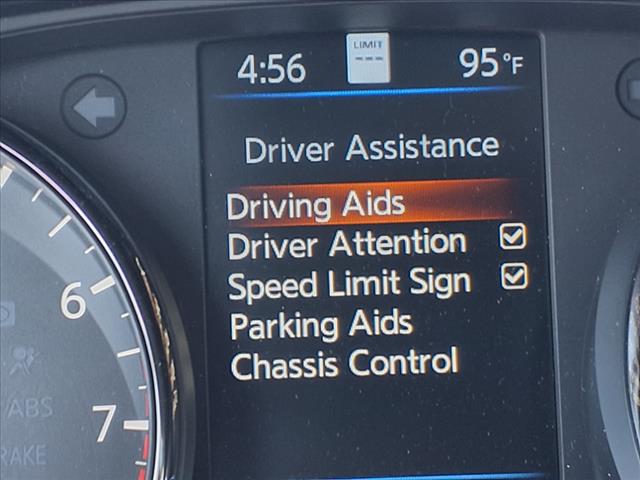 4:56 LIMIT --- 95°F
Driver Assistance
Driving Aids
Driver Attention
Speed Limit Sign
Parking Aids
Chassis Control
6
7
ABS
BRAKE